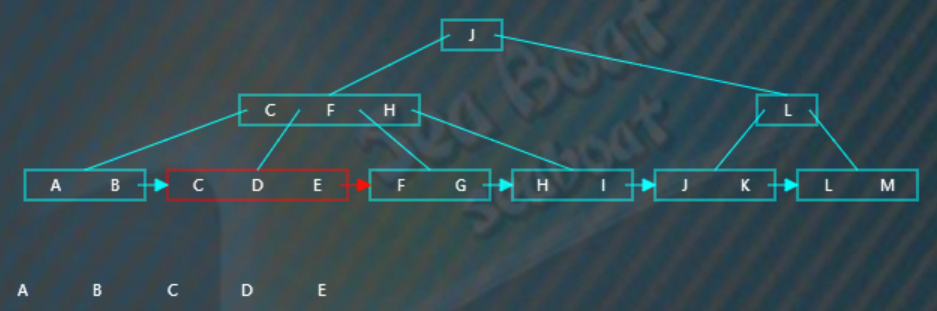 J
C F H L
A B C D E F G H I J K L M
A B C D E
Sea Boat
seaboat